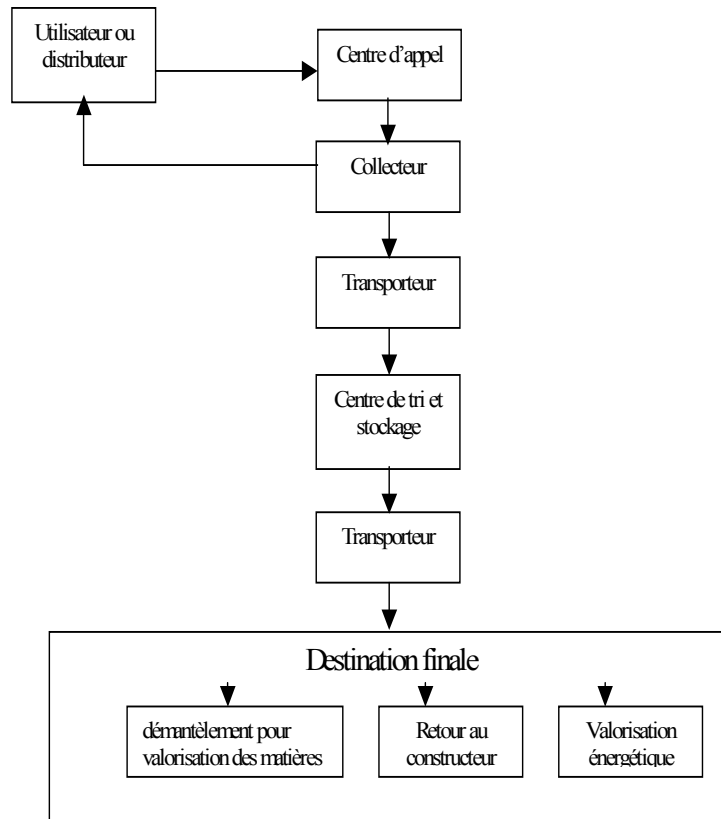 Utilisateur ou
distributeur
Centre d’appel
Collecteur
Transporteur
Centre de tri et
stockage
Transporteur
Destination finale
démantèlement pour
valorisation des matières
Retour au
constructeur
Valorisation
énergétique